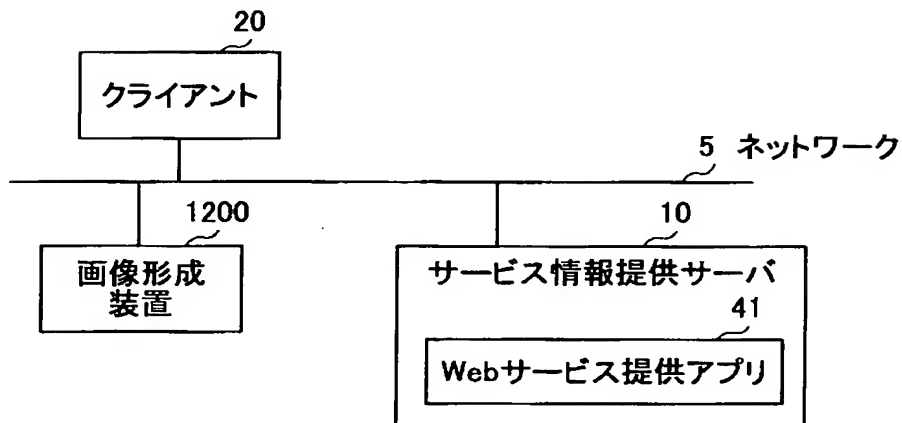 20
クライアント
5 ネットワーク
1200
画像形成
装置
10
サービス情報提供サーバ
41
Webサービス提供アプリ